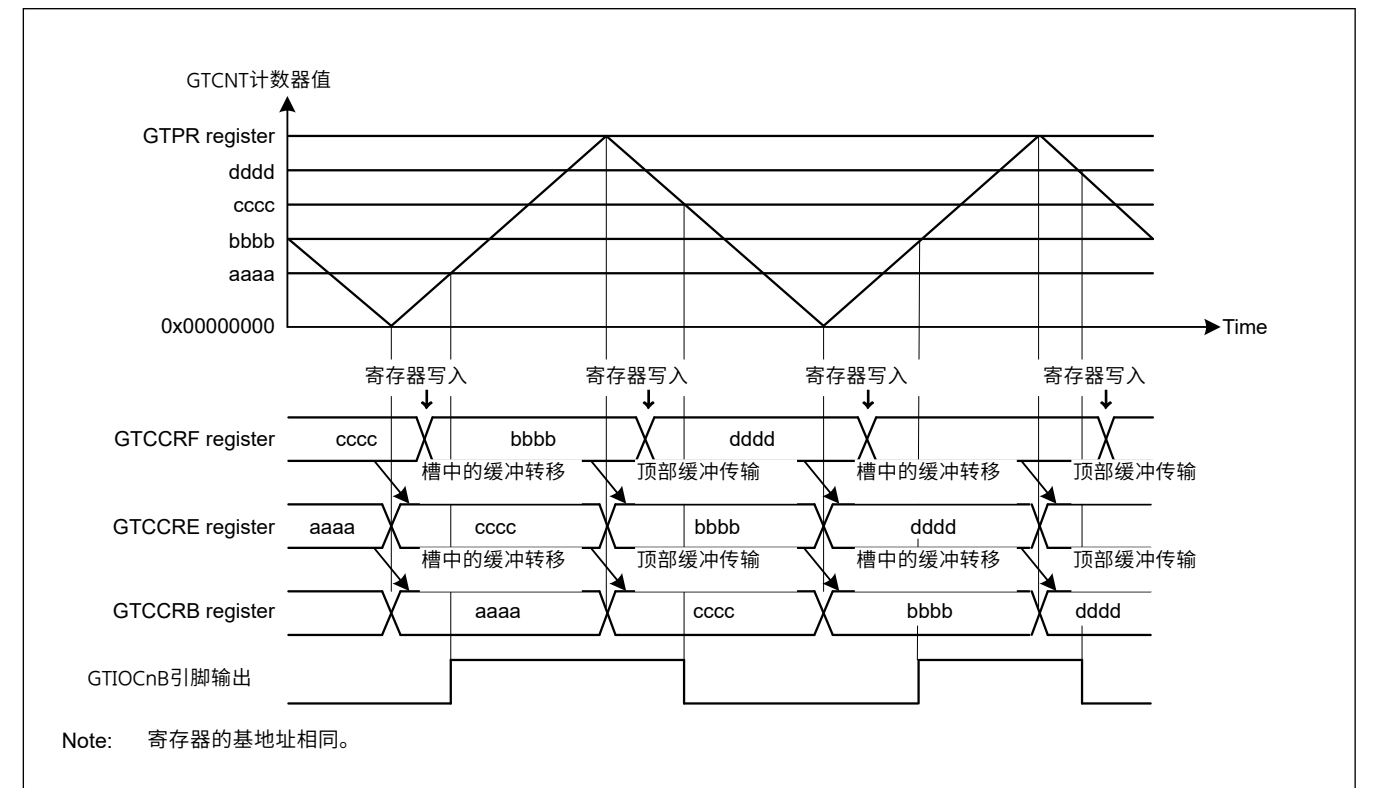 GTCNT计数器值
GTPR register
dddd
cccc
bbbb
aaaa
0x00000000
Time
寄存器写入 寄存器写入 寄存器写入 寄存器写入
GTCCRF register cccc bbbb dddd
槽中的缓冲转移 顶部缓冲传输 槽中的缓冲转移 顶部缓冲传输
GTCCRE register aaaa cccc bbbb dddd
槽中的缓冲转移 顶部缓冲传输 槽中的缓冲转移 顶部缓冲传输
GTCCRB register aaaa cccc bbbb dddd
GTIOCnB引脚输出
Note: 寄存器的基地址相同。